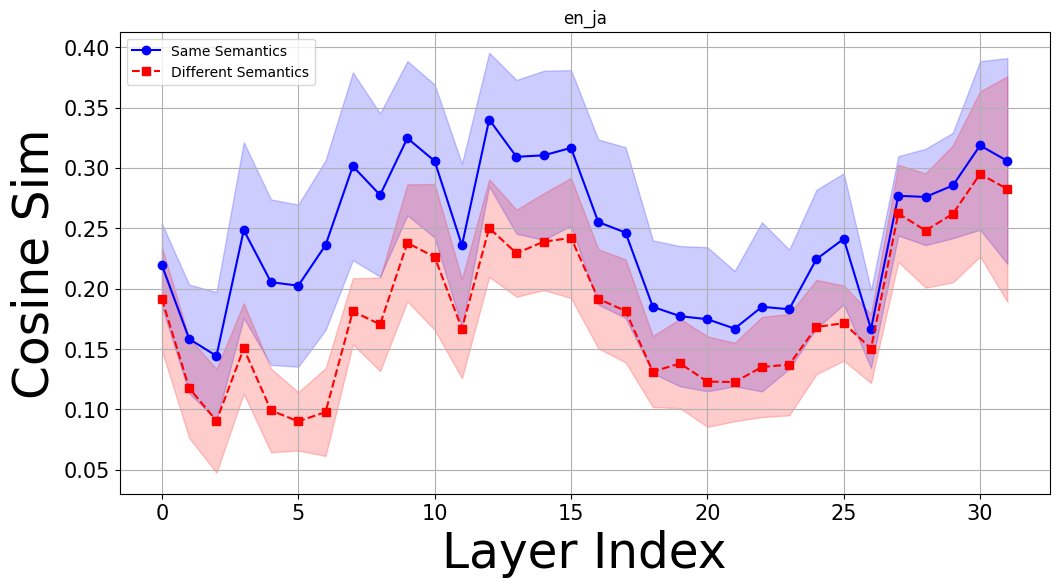 en_ja
Same Semantics
Different Semantics
Cosine Sim
0.40
0.35
0.30
0.25
0.20
0.15
0.10
0.05
0 5 10 15 20 25 30
Layer Index